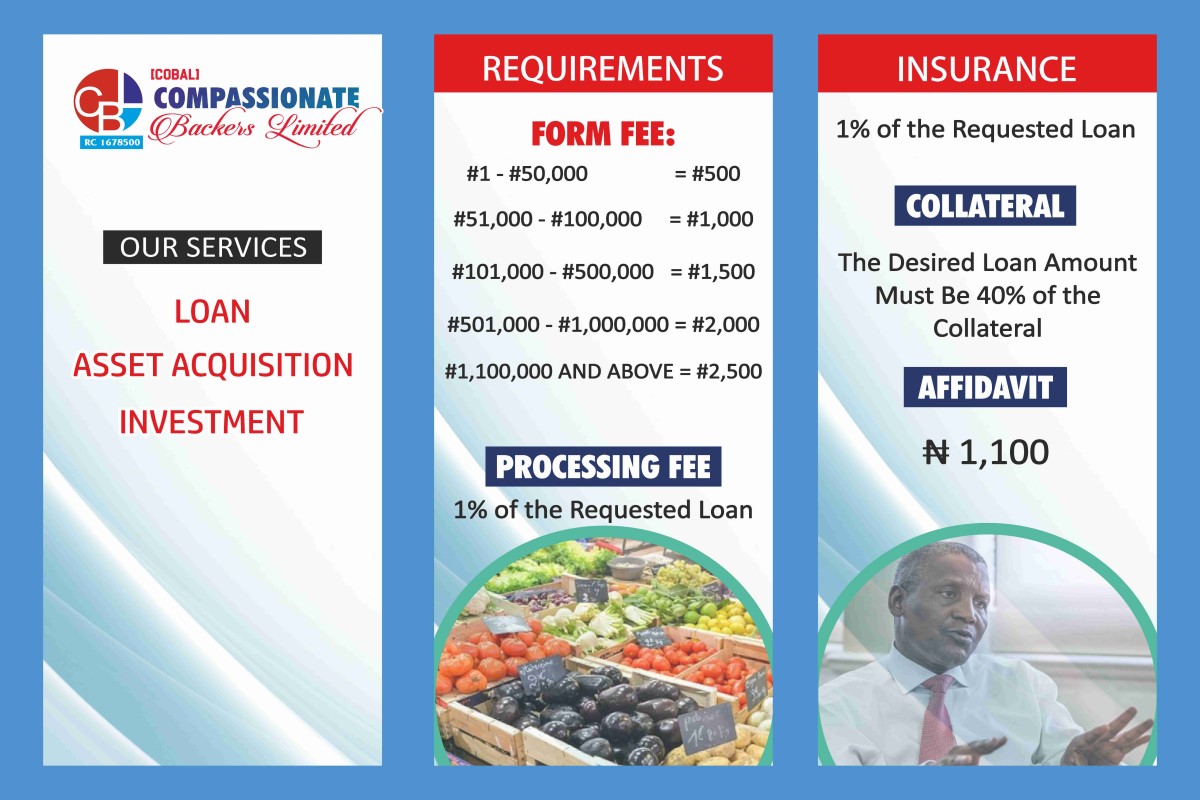 [COBAL]
COMPASSIONATE
Backers Limited
CB
RC 1678500
OUR SERVICES
LOAN
ASSET ACQUISITION
INVESTMENT
REQUIREMENTS
FORM FEE:
#1 - #50,000 = #500
#51,000 - #100,000 = #1,000
#101,000 - #500,000 = #1,500
#501,000 - #1,000,000 = #2,000
#1,100,000 AND ABOVE = #2,500
PROCESSING FEE
1% of the Requested Loan
INSURANCE
1% of the Requested Loan
COLLATERAL
The Desired Loan Amount
Must Be 40% of the
Collateral
AFFIDAVIT
₦ 1,100